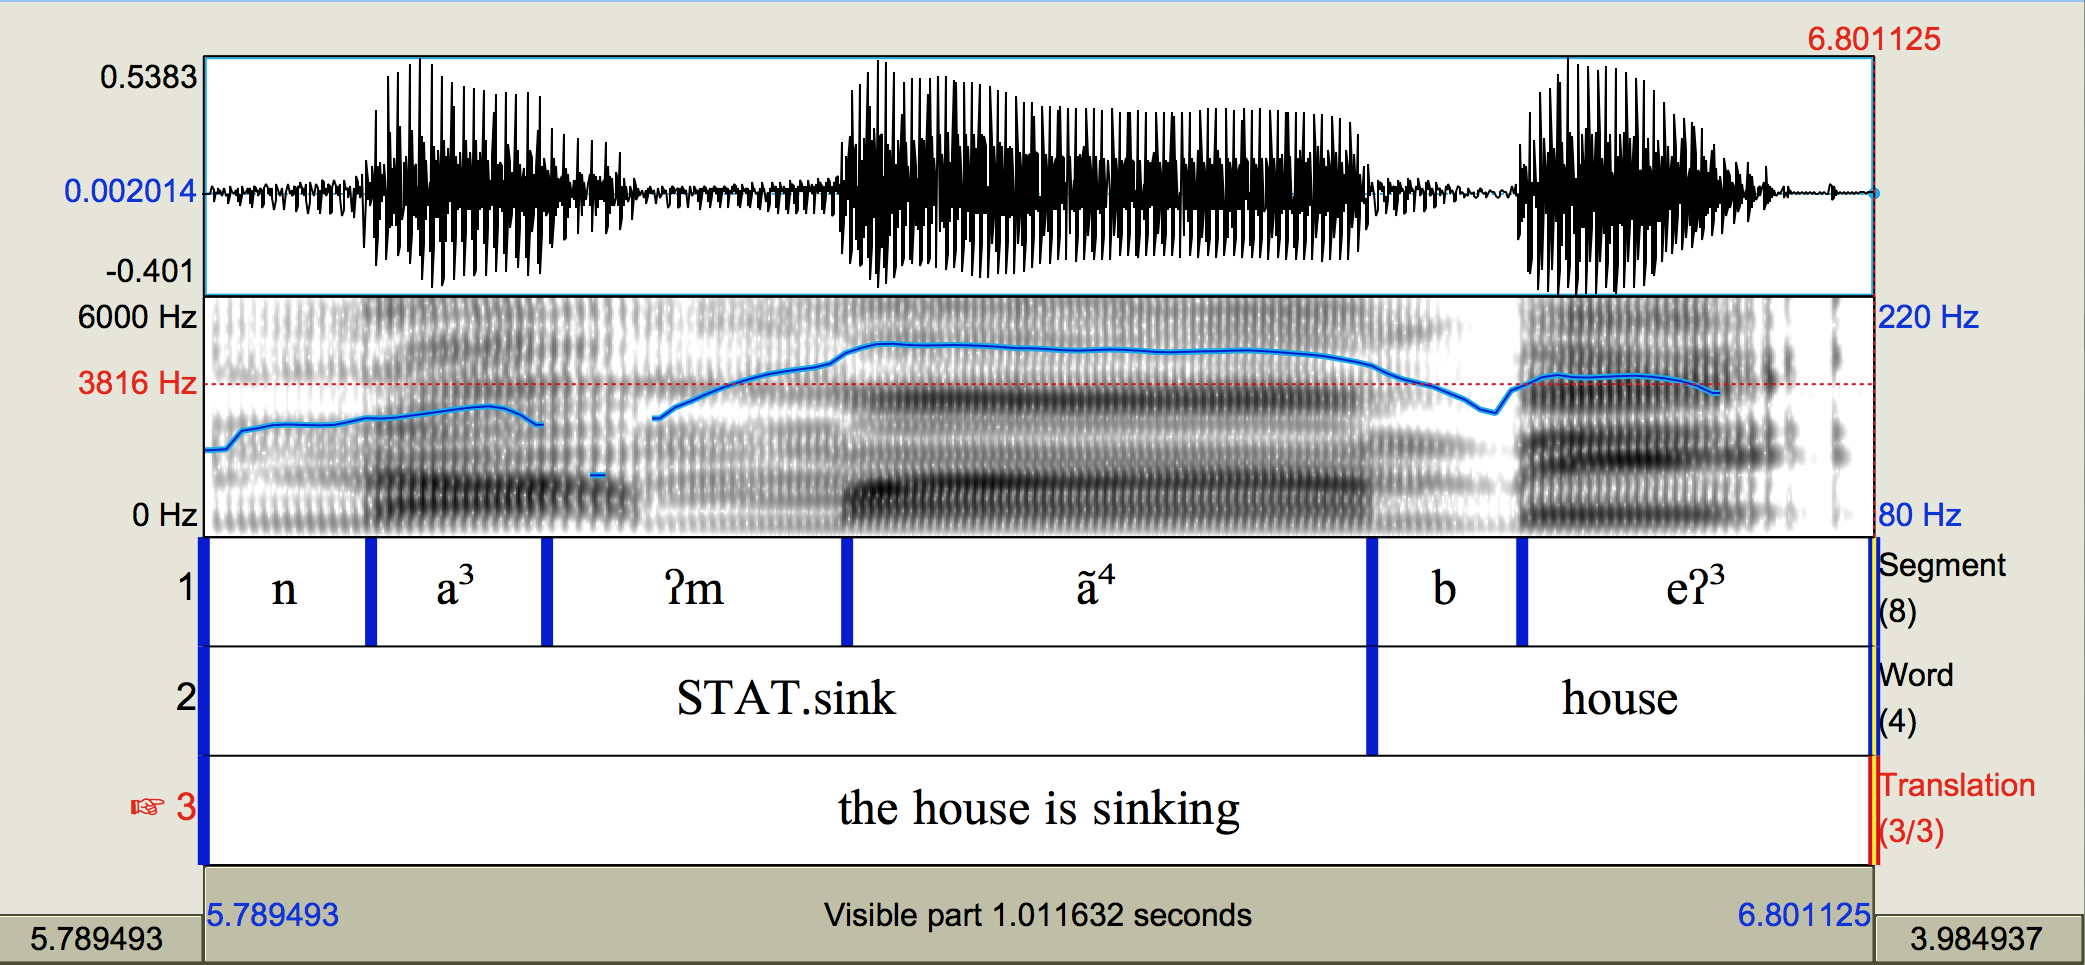 6.801125
0.5383
0.002014
-0.401
6000 Hz
220 Hz
3816 Hz
0 Hz
80 Hz
1 n a³ ʔm ã⁴ b eʔ³ Segment (8)
2 STAT.sink house Word (4)
☞ 3 the house is sinking Translation (3/3)
5.789493 Visible part 1.011632 seconds 6.801125
5.789493 3.984937